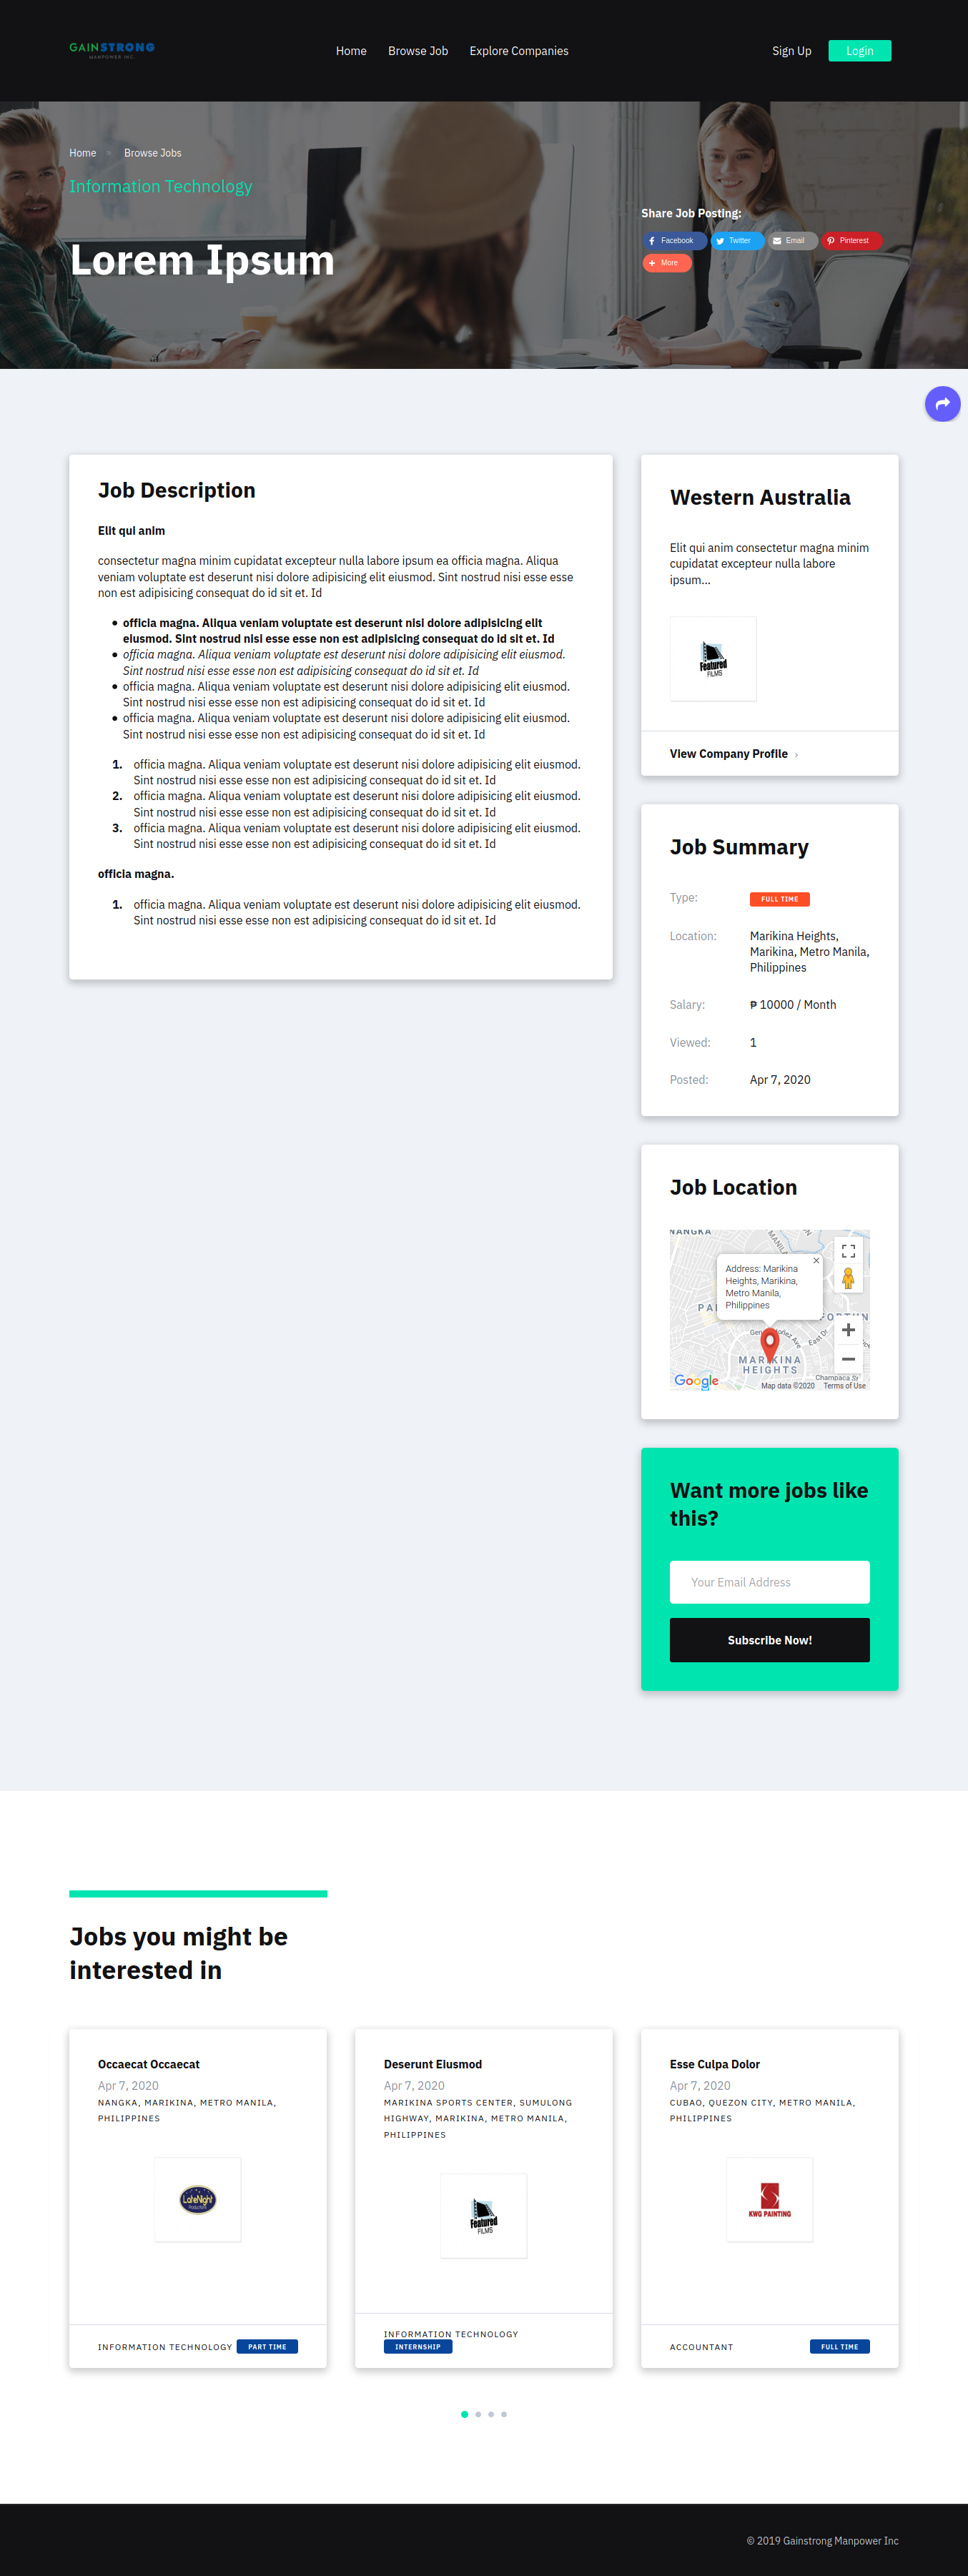 GAINSTRONG
MANPOWER INC.
Home
Browse Job
Explore Companies
Sign Up
Login
Home
»
Browse Jobs
Information Technology
Lorem Ipsum
Share Job Posting:
Facebook
Twitter
Email
Pinterest
More
Job Description
Elit qui anim
consectetur magna minim cupidatat excepteur nulla labore ipsum ea officia magna. Aliqua
veniam voluptate est deserunt nisi dolore adipisicing elit eiusmod. Sint nostrud nisi esse esse
non est adipisicing consequat do id sit et. Id
• officia magna. Aliqua veniam voluptate est deserunt nisi dolore adipisicing elit
eiusmod. Sint nostrud nisi esse esse non est adipisicing consequat do id sit et. Id
• officia magna. Aliqua veniam voluptate est deserunt nisi dolore adipisicing elit eiusmod.
Sint nostrud nisi esse esse non est adipisicing consequat do id sit et. Id
• officia magna. Aliqua veniam voluptate est deserunt nisi dolore adipisicing elit eiusmod.
Sint nostrud nisi esse esse non est adipisicing consequat do id sit et. Id
• officia magna. Aliqua veniam voluptate est deserunt nisi dolore adipisicing elit eiusmod.
Sint nostrud nisi esse esse non est adipisicing consequat do id sit et. Id
1. officia magna. Aliqua veniam voluptate est deserunt nisi dolore adipisicing elit eiusmod.
Sint nostrud nisi esse esse non est adipisicing consequat do id sit et. Id
2. officia magna. Aliqua veniam voluptate est deserunt nisi dolore adipisicing elit eiusmod.
Sint nostrud nisi esse esse non est adipisicing consequat do id sit et. Id
3. officia magna. Aliqua veniam voluptate est deserunt nisi dolore adipisicing elit eiusmod.
Sint nostrud nisi esse esse non est adipisicing consequat do id sit et. Id
officia magna.
1. officia magna. Aliqua veniam voluptate est deserunt nisi dolore adipisicing elit eiusmod.
Sint nostrud nisi esse esse non est adipisicing consequat do id sit et. Id
Western Australia
Elit qui anim consectetur magna minim
cupidatat excepteur nulla labore
ipsum...
Featured
FILMS
View Company Profile ›
Job Summary
Type: FULL TIME
Location: Marikina Heights,
Marikina, Metro Manila,
Philippines
Salary: ₱ 10000 / Month
Viewed: 1
Posted: Apr 7, 2020
Job Location
NANGKA
Address: Marikina
Heights, Marikina,
Metro Manila,
Philippines
MARIKINA
HEIGHTS
East Dr
Champaca St
Google
Map data ©2020
Terms of Use
Want more jobs like
this?
Your Email Address
Subscribe Now!
Jobs you might be
interested in
Occaecat Occaecat
Apr 7, 2020
NANGKA, MARIKINA, METRO MANILA,
PHILIPPINES
LateNight
Productions
INFORMATION TECHNOLOGY
PART TIME
Deserunt Eiusmod
Apr 7, 2020
MARIKINA SPORTS CENTER, SUMULONG
HIGHWAY, MARIKINA, METRO MANILA,
PHILIPPINES
Featured
FILMS
INFORMATION TECHNOLOGY
INTERNSHIP
Esse Culpa Dolor
Apr 7, 2020
CUBAO, QUEZON CITY, METRO MANILA,
PHILIPPINES
KWG PAINTING
ACCOUNTANT
FULL TIME
© 2019 Gainstrong Manpower Inc